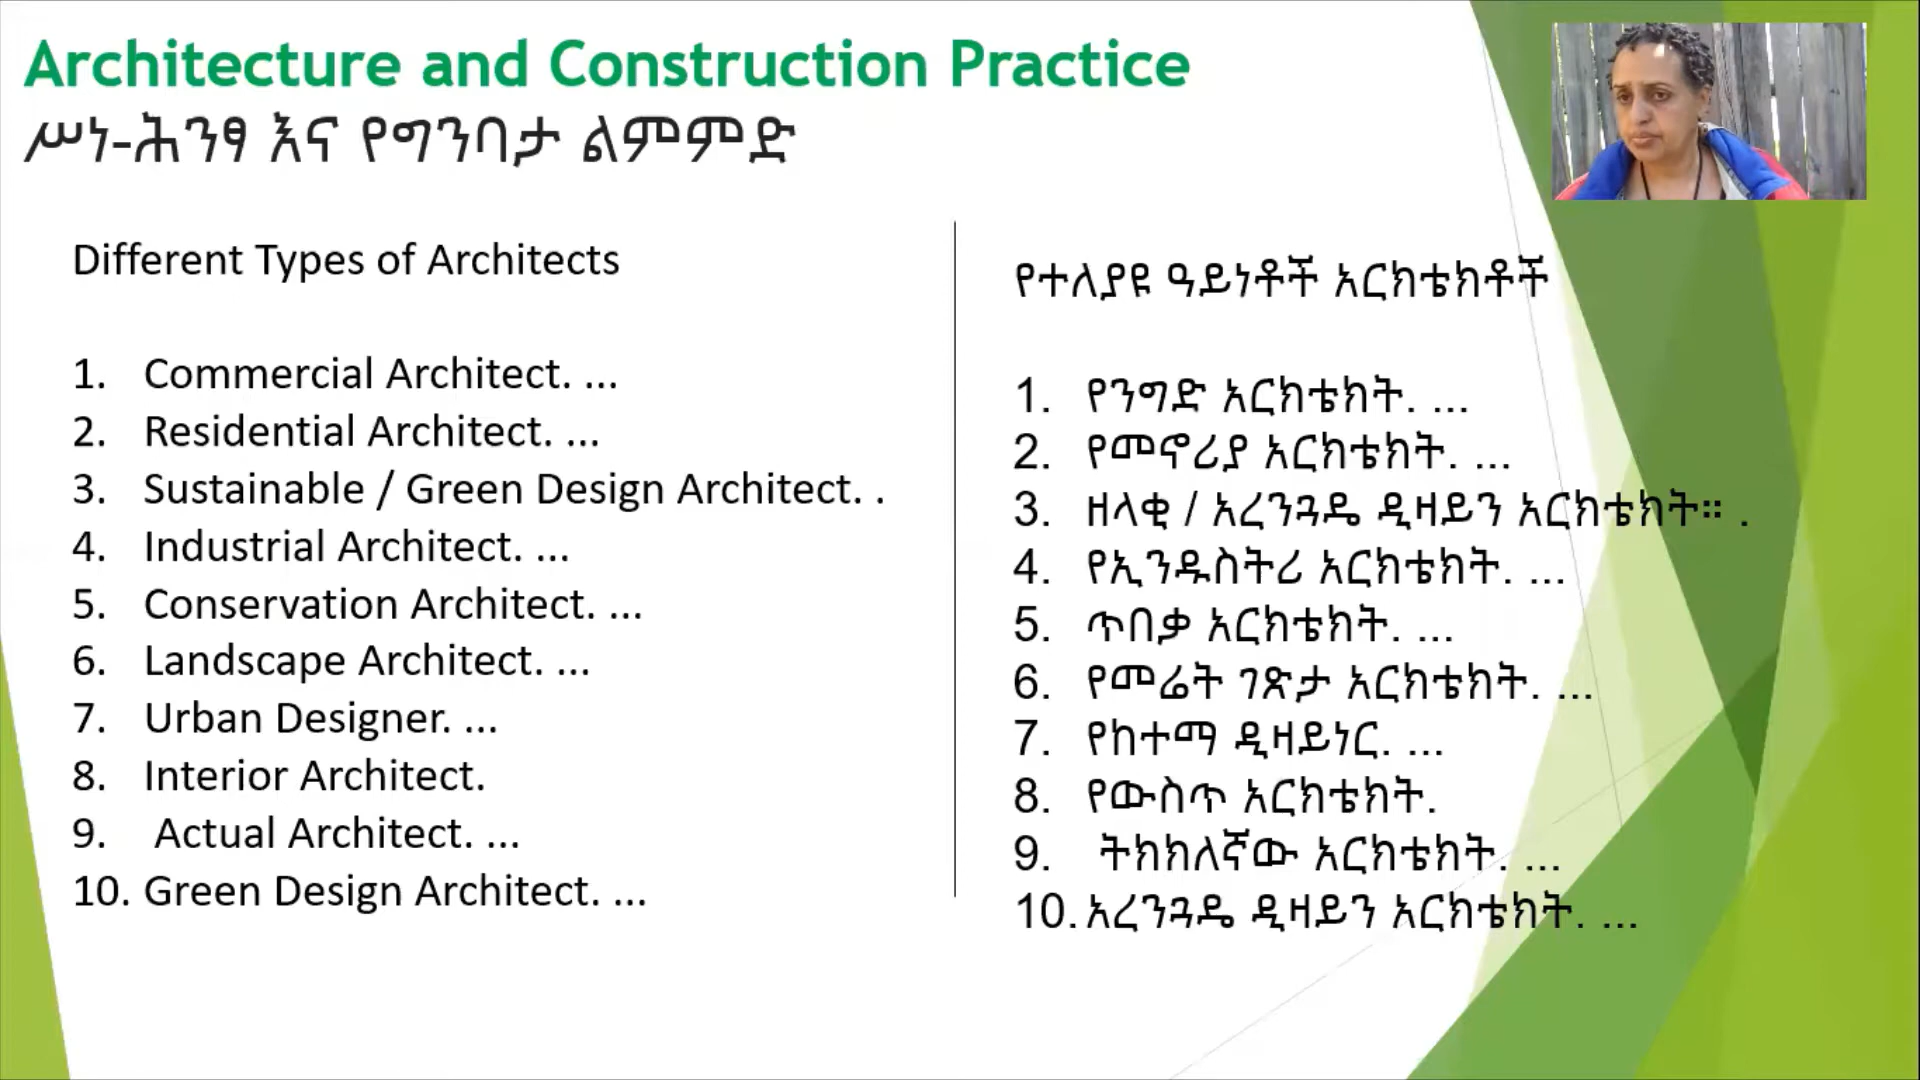 Architecture and Construction Practice
ሥነ-ሕንፃ እና የግንባታ ልምምድ
Different Types of Architects
1. Commercial Architect. ...
2. Residential Architect. ...
3. Sustainable / Green Design Architect. .
4. Industrial Architect. ...
5. Conservation Architect. ...
6. Landscape Architect. ...
7. Urban Designer. ...
8. Interior Architect.
9. Actual Architect. ...
10. Green Design Architect. ...
የተለያዩ ዓይነቶች አርክቴክቶች
1. የንግድ አርክቴክት. ...
2. የመኖሪያ አርክቴክት. ...
3. ዘላቂ / አረንጓዴ ዲዛይን አርክቴክት። .
4. የኢንዱስትሪ አርክቴክት. ...
5. ጥበቃ አርክቴክት. ...
6. የመሬት ገጽታ አርክቴክት. ...
7. የከተማ ዲዛይነር. ...
8. የውስጥ አርክቴክት.
9. ትክክለኛው አርክቴክት. ...
10. አረንጓዴ ዲዛይን አርክቴክት. ...